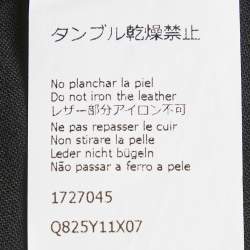 タンブル乾燥禁止
No planchar la piel
Do not iron the leather
レザー部分アイロン不可
Ne pas repasser le cuir
Non stirare la pelle
Leder nicht bügeln
Não passar a ferro a pele
1727045
Q825Y11X07